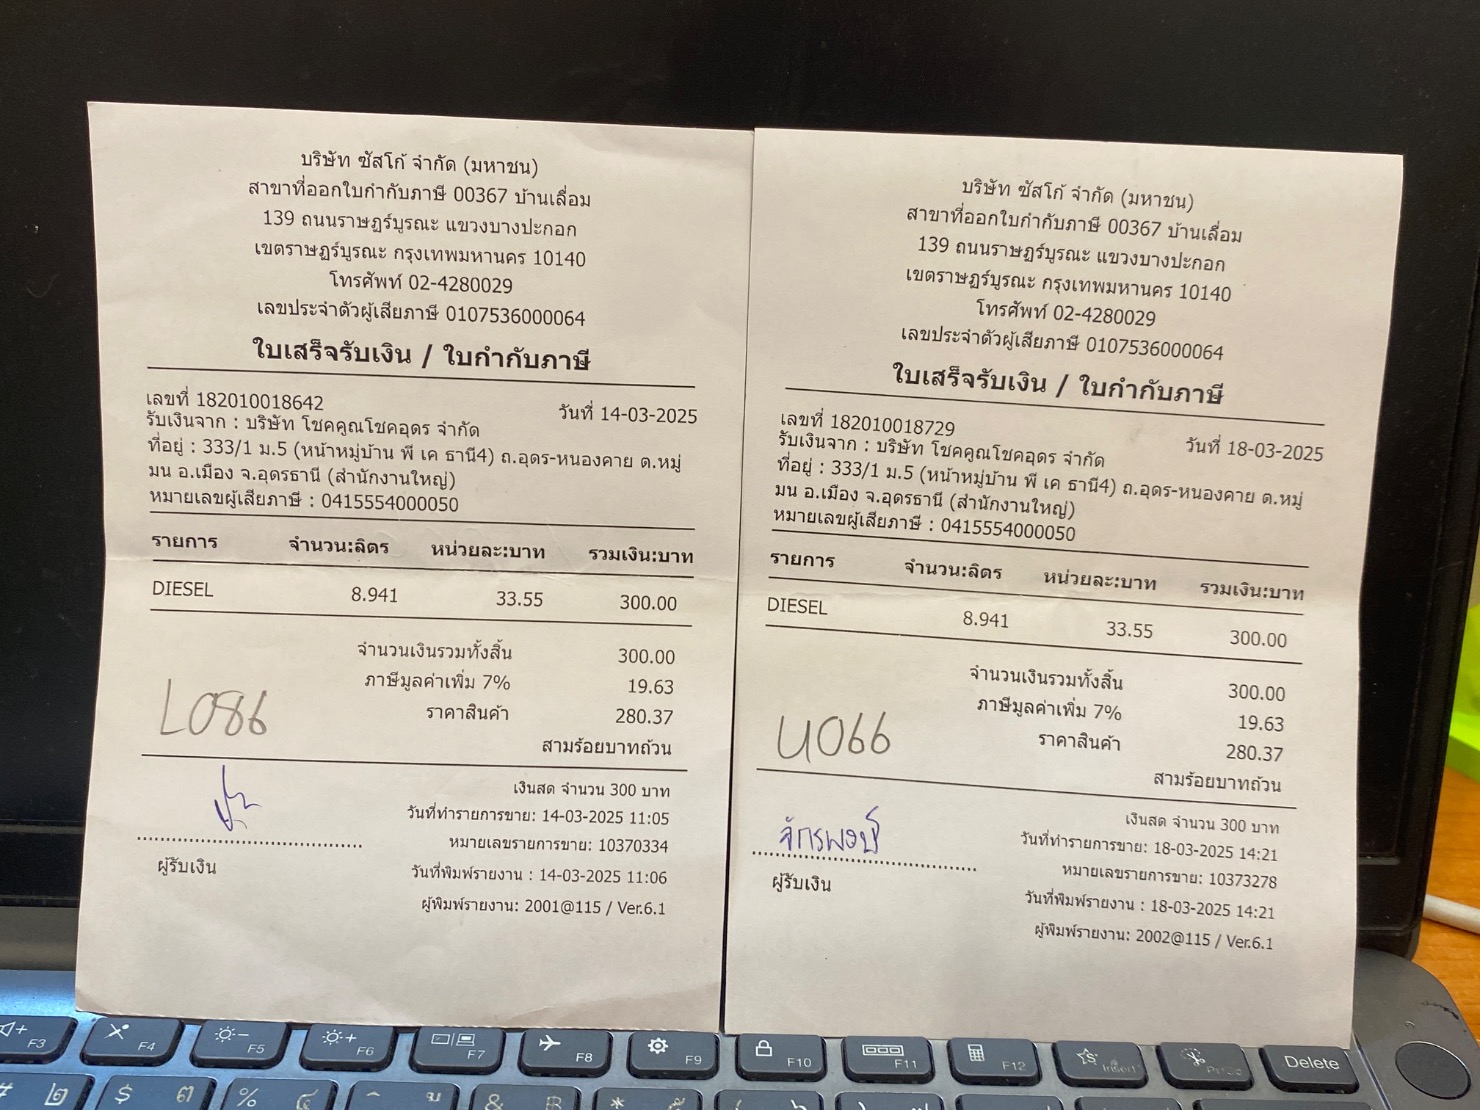 บริษัท ซัสโก้ จำกัด (มหาชน)
สาขาที่ออกใบกำกับภาษี 00367 บ้านเลื่อม
139 ถนนราษฎร์บูรณะ แขวงบางปะกอก
เขตราษฎร์บูรณะ กรุงเทพมหานคร 10140
โทรศัพท์ 02-4280029
เลขประจำตัวผู้เสียภาษี 0107536000064
ใบเสร็จรับเงิน / ใบกำกับภาษี
เลขที่ 182010018642
วันที่ 14-03-2025
รับเงินจาก : บริษัท โชคคูณโชคอุดร จำกัด
ที่อยู่ : 333/1 ม.5 (หน้าหมู่บ้าน พี เค ธานี4) ถ.อุดร-หนองคาย ต.หมู่
มน อ.เมือง จ.อุดรธานี (สำนักงานใหญ่)
หมายเลขผู้เสียภาษี : 0415554000050
รายการ จำนวน:ลิตร หน่วยละ:บาท รวมเงิน:บาท
DIESEL 8.941 33.55 300.00
จำนวนเงินรวมทั้งสิ้น 300.00
ภาษีมูลค่าเพิ่ม 7% 19.63
ราคาสินค้า 280.37
L086
สามร้อยบาทถ้วน
เงินสด จำนวน 300 บาท
วันที่ทำรายการขาย: 14-03-2025 11:05
หมายเลขรายการขาย: 10370334
ผู้รับเงิน
วันที่พิมพ์รายงาน : 14-03-2025 11:06
ผู้พิมพ์รายงาน: 2001@115 / Ver.6.1
บริษัท ซัสโก้ จำกัด (มหาชน)
สาขาที่ออกใบกำกับภาษี 00367 บ้านเลื่อม
139 ถนนราษฎร์บูรณะ แขวงบางปะกอก
เขตราษฎร์บูรณะ กรุงเทพมหานคร 10140
โทรศัพท์ 02-4280029
เลขประจำตัวผู้เสียภาษี 0107536000064
ใบเสร็จรับเงิน / ใบกำกับภาษี
เลขที่ 182010018729
วันที่ 18-03-2025
รับเงินจาก : บริษัท โชคคูณโชคอุดร จำกัด
ที่อยู่ : 333/1 ม.5 (หน้าหมู่บ้าน พี เค ธานี4) ถ.อุดร-หนองคาย ต.หมู่
มน อ.เมือง จ.อุดรธานี (สำนักงานใหญ่)
หมายเลขผู้เสียภาษี : 0415554000050
รายการ จำนวน:ลิตร หน่วยละ:บาท รวมเงิน:บาท
DIESEL 8.941 33.55 300.00
จำนวนเงินรวมทั้งสิ้น 300.00
ภาษีมูลค่าเพิ่ม 7% 19.63
ราคาสินค้า 280.37
U066
สามร้อยบาทถ้วน
เงินสด จำนวน 300 บาท
จักรพงษ์
วันที่ทำรายการขาย: 18-03-2025 14:21
หมายเลขรายการขาย: 10373278
ผู้รับเงิน
วันที่พิมพ์รายงาน : 18-03-2025 14:21
ผู้พิมพ์รายงาน: 2002@115 / Ver.6.1
F3 F4 F5 F6 F7 F8 F9 F10 F11 F12 Insert Delete
# ๒ $ ๓ % ๔ & *